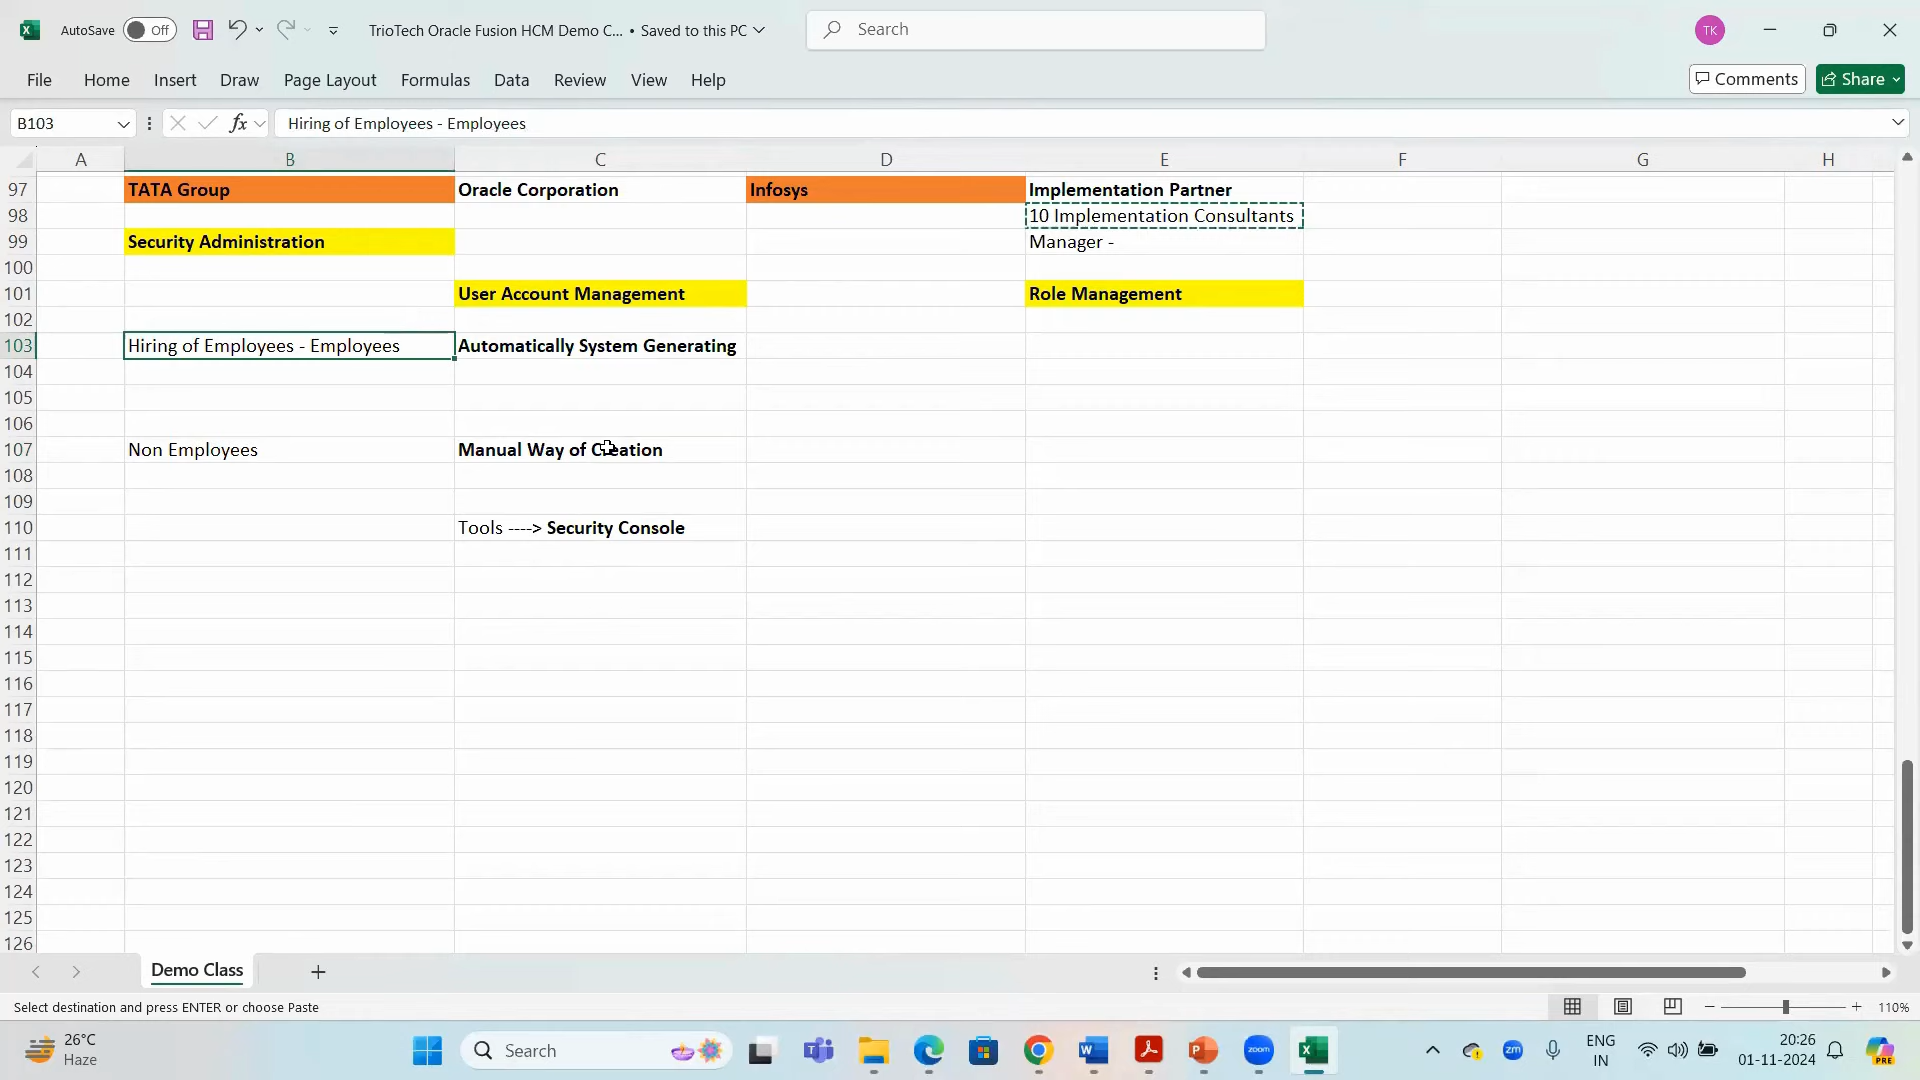 AutoSave Off TrioTech Oracle Fusion HCM Demo C... • Saved to this PC Search TK
File Home Insert Draw Page Layout Formulas Data Review View Help Comments Share
B103 fx Hiring of Employees - Employees
A B C D E F G H
97 TATA Group Oracle Corporation Infosys Implementation Partner
98 10 Implementation Consultants
99 Security Administration Manager -
100
101 User Account Management Role Management
102
103 Hiring of Employees - Employees Automatically System Generating
104
105
106
107 Non Employees Manual Way of Creation
108
109
110 Tools ----> Security Console
111
112
113
114
115
116
117
118
119
120
121
122
123
124
125
126
Demo Class
Select destination and press ENTER or choose Paste 110%
26°C
Haze
Search
zoom
zm
ENG
IN
20:26
01-11-2024
PRE